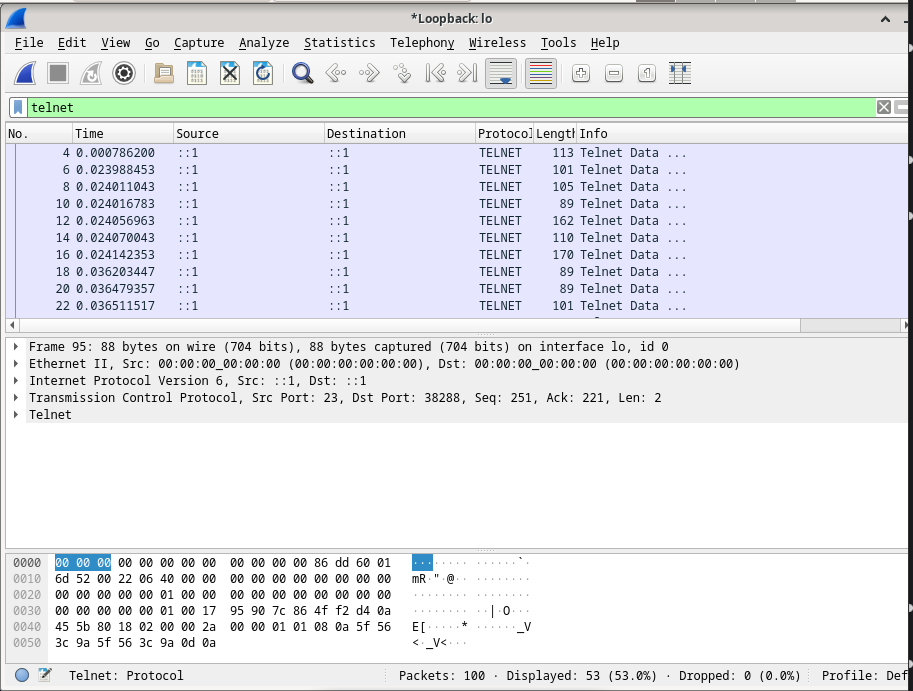 *Loopback: lo
File Edit View Go Capture Analyze Statistics Telephony Wireless Tools Help
telnet
No. Time Source Destination Protocol Length Info
4 0.000786200 ::1 ::1 TELNET 113 Telnet Data ...
6 0.023988453 ::1 ::1 TELNET 101 Telnet Data ...
8 0.024011043 ::1 ::1 TELNET 105 Telnet Data ...
10 0.024016783 ::1 ::1 TELNET 89 Telnet Data ...
12 0.024056963 ::1 ::1 TELNET 162 Telnet Data ...
14 0.024070043 ::1 ::1 TELNET 110 Telnet Data ...
16 0.024142353 ::1 ::1 TELNET 170 Telnet Data ...
18 0.036203447 ::1 ::1 TELNET 89 Telnet Data ...
20 0.036479357 ::1 ::1 TELNET 89 Telnet Data ...
22 0.036511517 ::1 ::1 TELNET 101 Telnet Data ...
Frame 95: 88 bytes on wire (704 bits), 88 bytes captured (704 bits) on interface lo, id 0
Ethernet II, Src: 00:00:00_00:00:00 (00:00:00:00:00:00), Dst: 00:00:00_00:00:00 (00:00:00:00:00:00)
Internet Protocol Version 6, Src: ::1, Dst: ::1
Transmission Control Protocol, Src Port: 23, Dst Port: 38288, Seq: 251, Ack: 221, Len: 2
Telnet
0000 00 00 00 00 00 00 00 00 00 00 00 00 86 dd 60 01 ········ ······`·
0010 6d 52 00 22 06 40 00 00 00 00 00 00 00 00 00 00 mR·"·@·· ········
0020 00 00 00 00 00 01 00 00 00 00 00 00 00 00 00 00 ········ ········
0030 00 00 00 00 00 01 00 17 95 90 7c 86 4f f2 d4 0a ········ ··|·O···
0040 45 5b 80 18 02 00 00 2a 00 00 01 01 08 0a 5f 56 E[·····* ······_V
0050 3c 9a 5f 56 3c 9a 0d 0a <·_V<···
Telnet: Protocol Packets: 100 · Displayed: 53 (53.0%) · Dropped: 0 (0.0%) Profile: Def